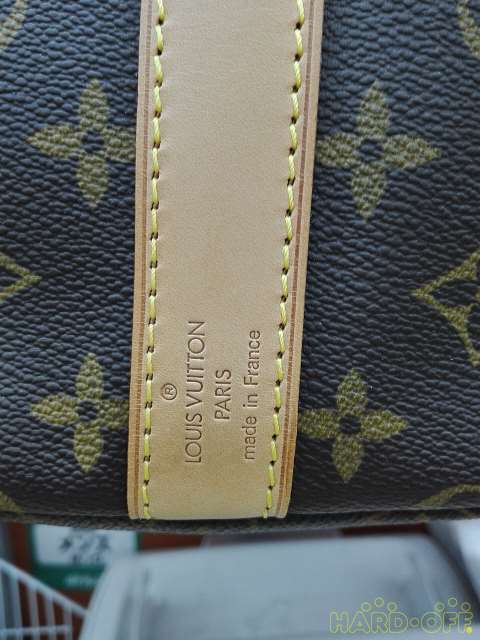 ®
LOUIS VUITTON
PARIS
made in France
HARD-OFF